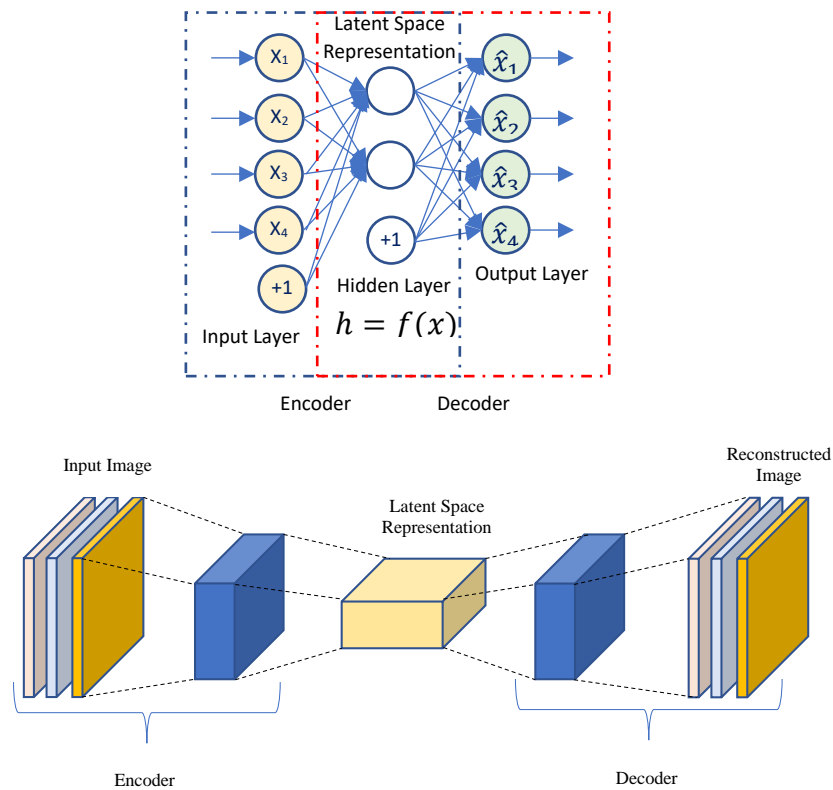 Latent Space
Representation
X₁
X₂
X₃
X₄
+1
+1
x̂₁
x̂₂
x̂₃
x̂₄
Input Layer
Hidden Layer
Output Layer
h = f(x)
Encoder
Decoder
Input Image
Latent Space
Representation
Reconstructed
Image
Encoder
Decoder